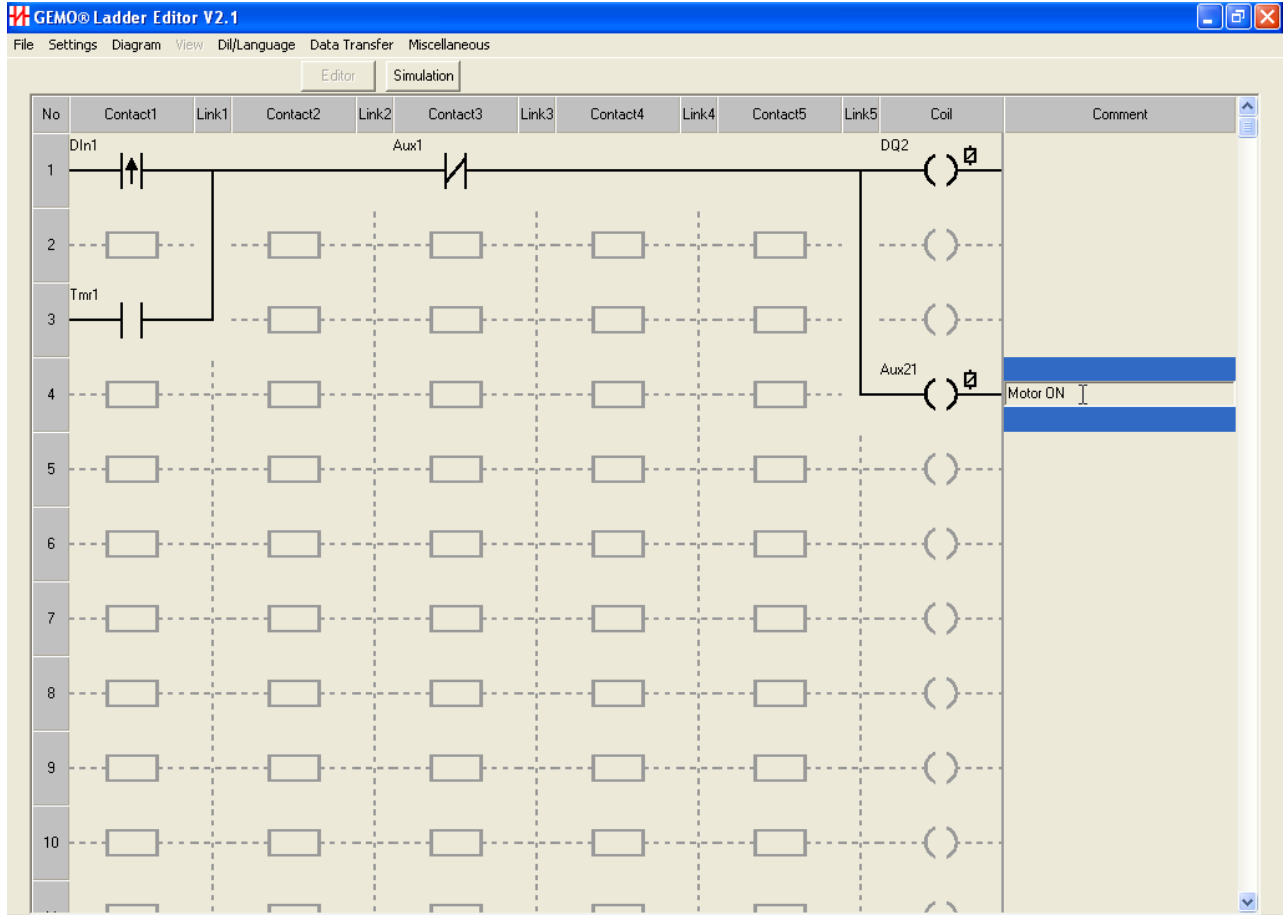 GEMO® Ladder Editor V2.1
File Settings Diagram View Dil/Language Data Transfer Miscellaneous
Editor Simulation
No Contact1 Link1 Contact2 Link2 Contact3 Link3 Contact4 Link4 Contact5 Link5 Coil Comment
DIn1 Aux1 DQ2
1
2
Tmr1
3
Aux21
4 Motor ON
5
6
7
8
9
10